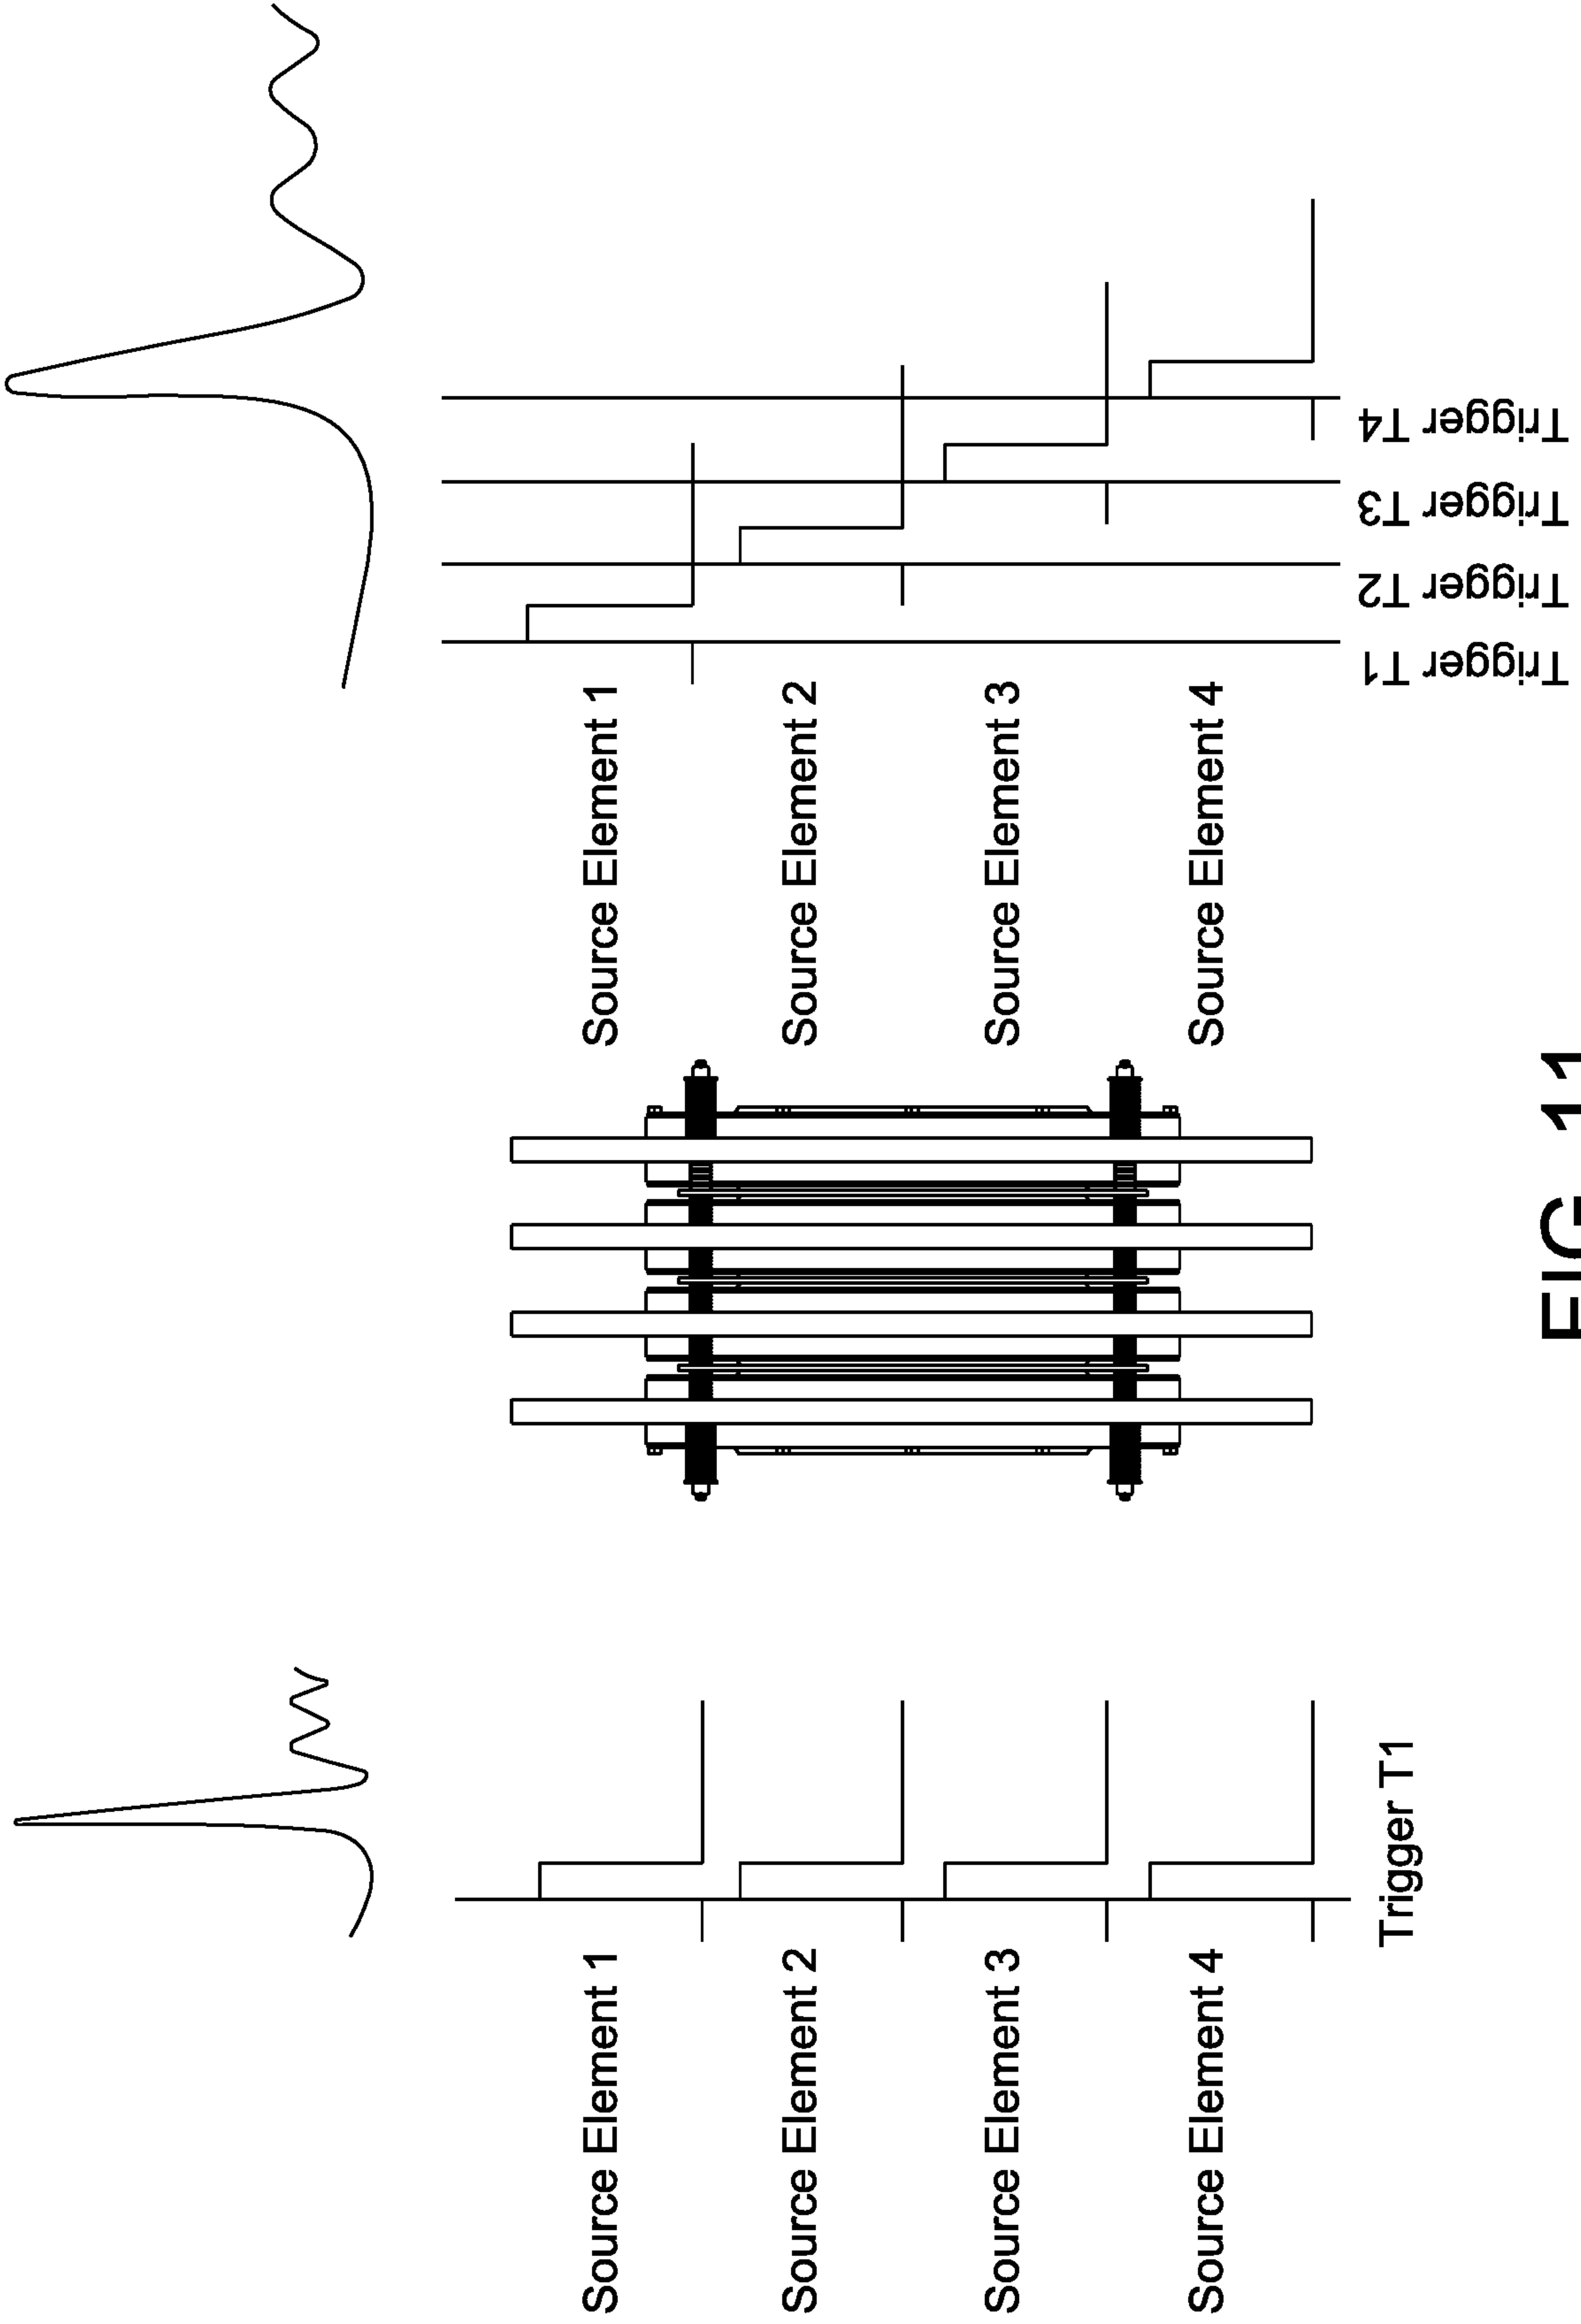 Source Element 1
Source Element 2
Source Element 3
Source Element 4
Trigger T1
Source Element 1
Source Element 2
Source Element 3
Source Element 4
Trigger T1
Trigger T2
Trigger T3
Trigger T4
FIG. 11